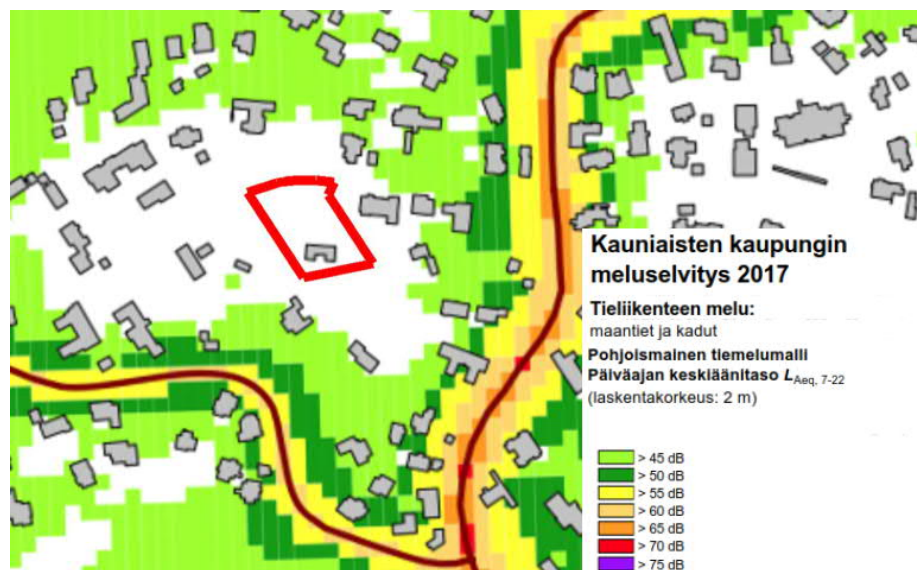 Kauniaisten kaupungin
meluselvitys 2017
Tieliikenteen melu:
maantiet ja kadut
Pohjoismainen tiemelumalli
Päiväajan keskiäänitaso LAeq, 7-22
(laskentakorkeus: 2 m)
> 45 dB
> 50 dB
> 55 dB
> 60 dB
> 65 dB
> 70 dB
> 75 dB